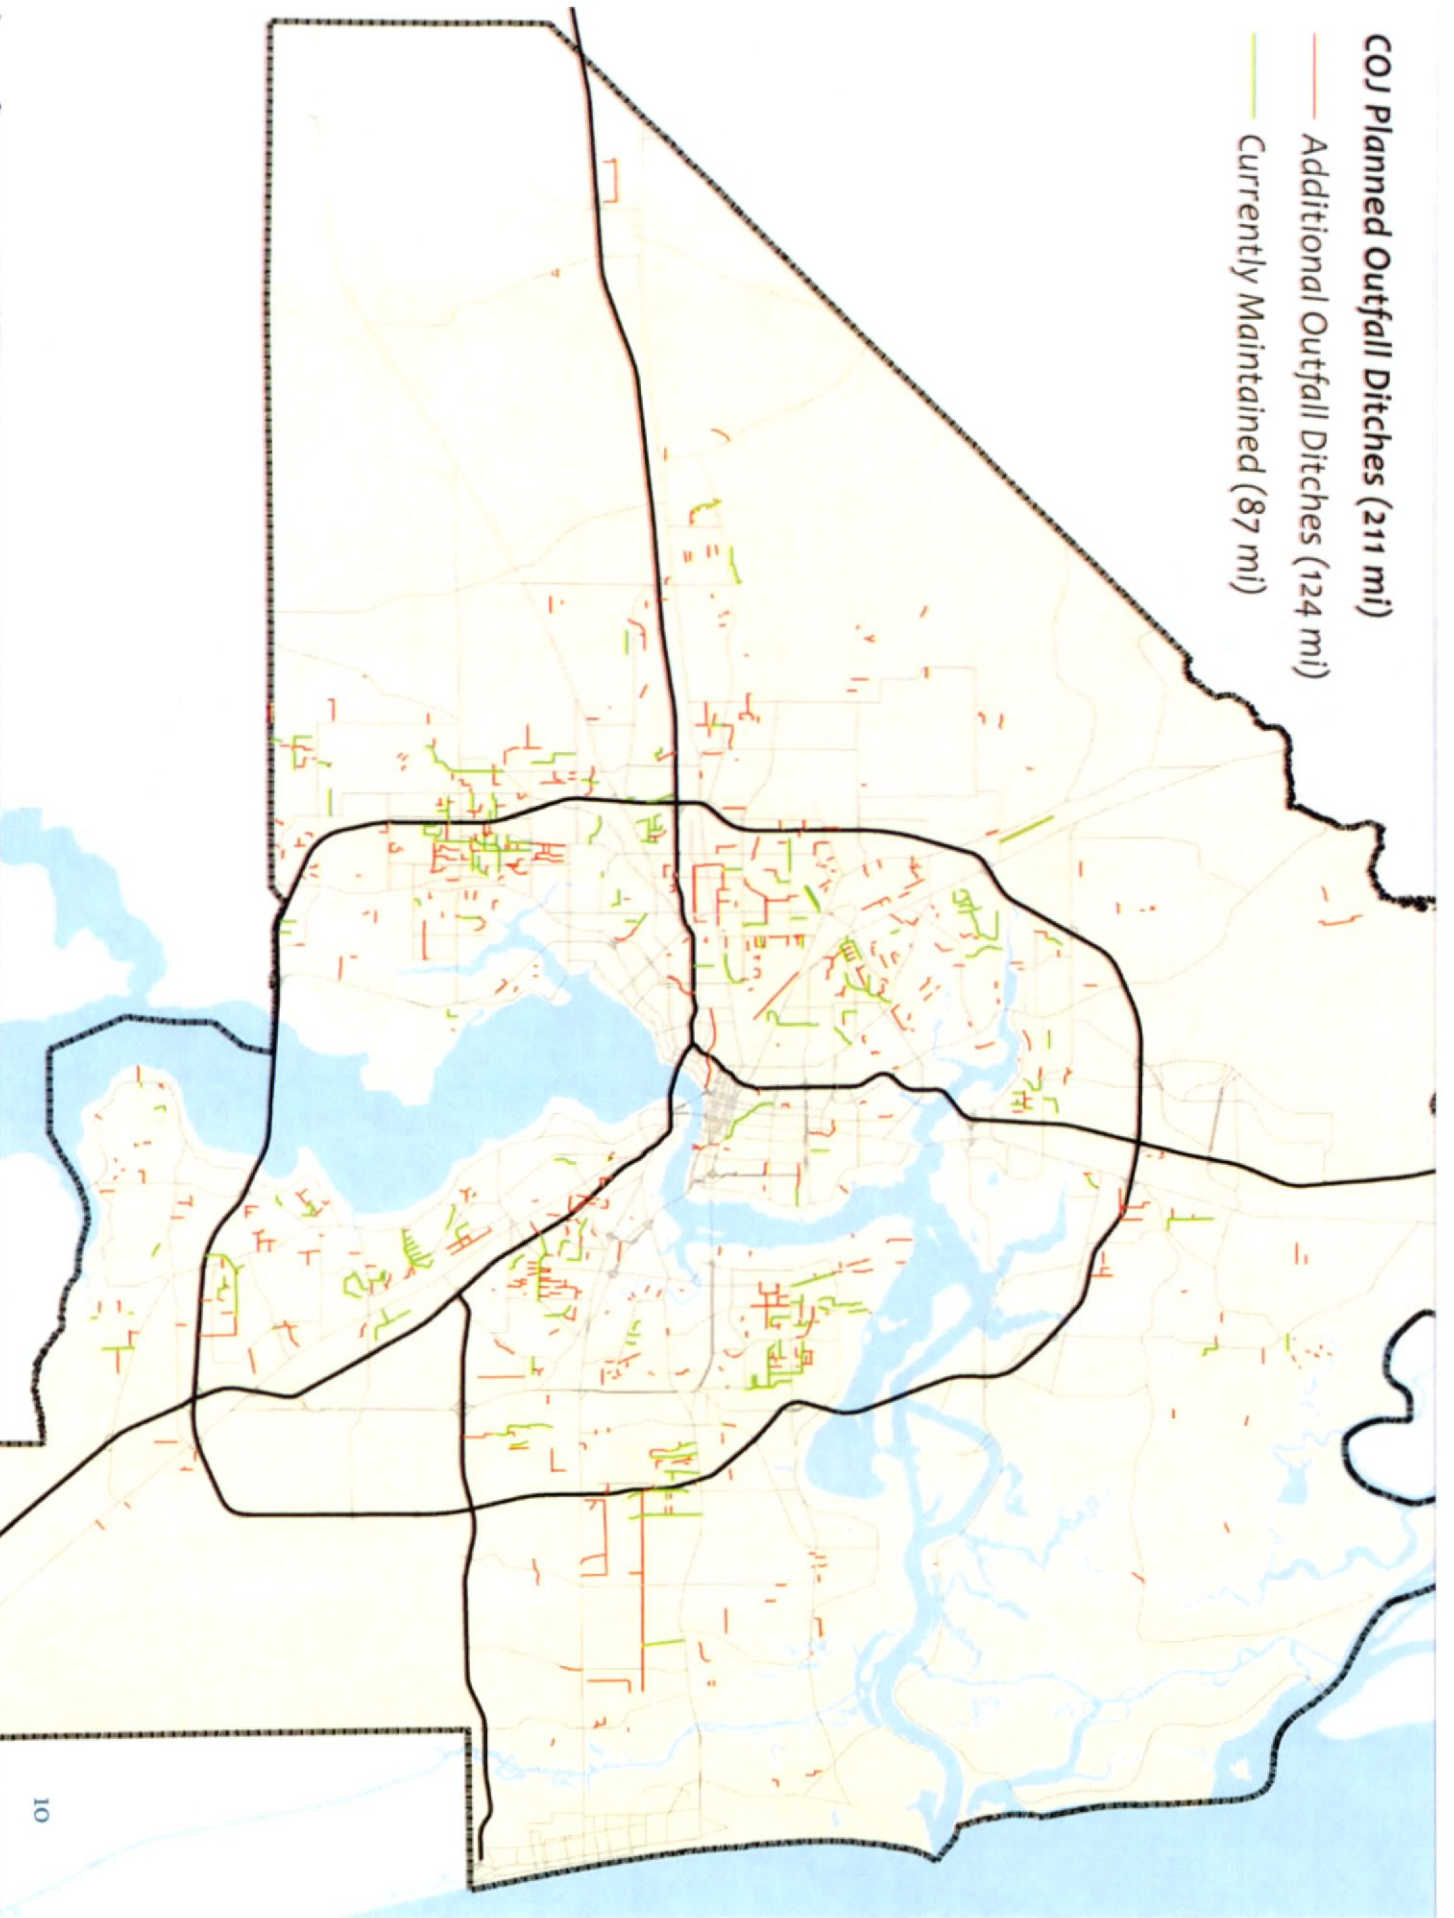 COJ Planned Outfall Ditches (211 mi)
Additional Outfall Ditches (124 mi)
Currently Maintained (87 mi)
10